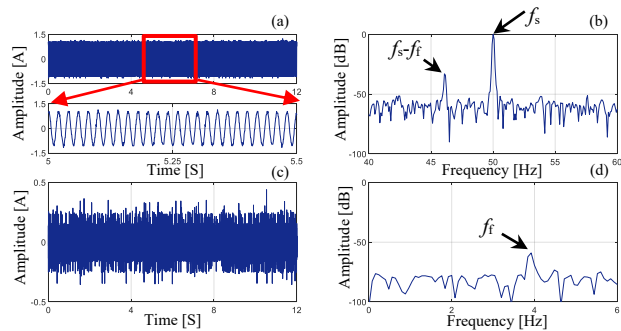 (a)
Amplitude [A]
1.5
0
-1.5
0 4 8 12
1.5
0
-1.5
5 5.25 5.5
Time [S]
(b)
Amplitude [dB]
0
-50
-100
fs
fs-ff
40 45 50 55 60
Frequency [Hz]
(c)
Amplitude [A]
0.5
0
-0.5
0 4 8 12
Time [S]
(d)
Amplitude [dB]
0
-50
-100
ff
0 2 4 6
Frequency [Hz]